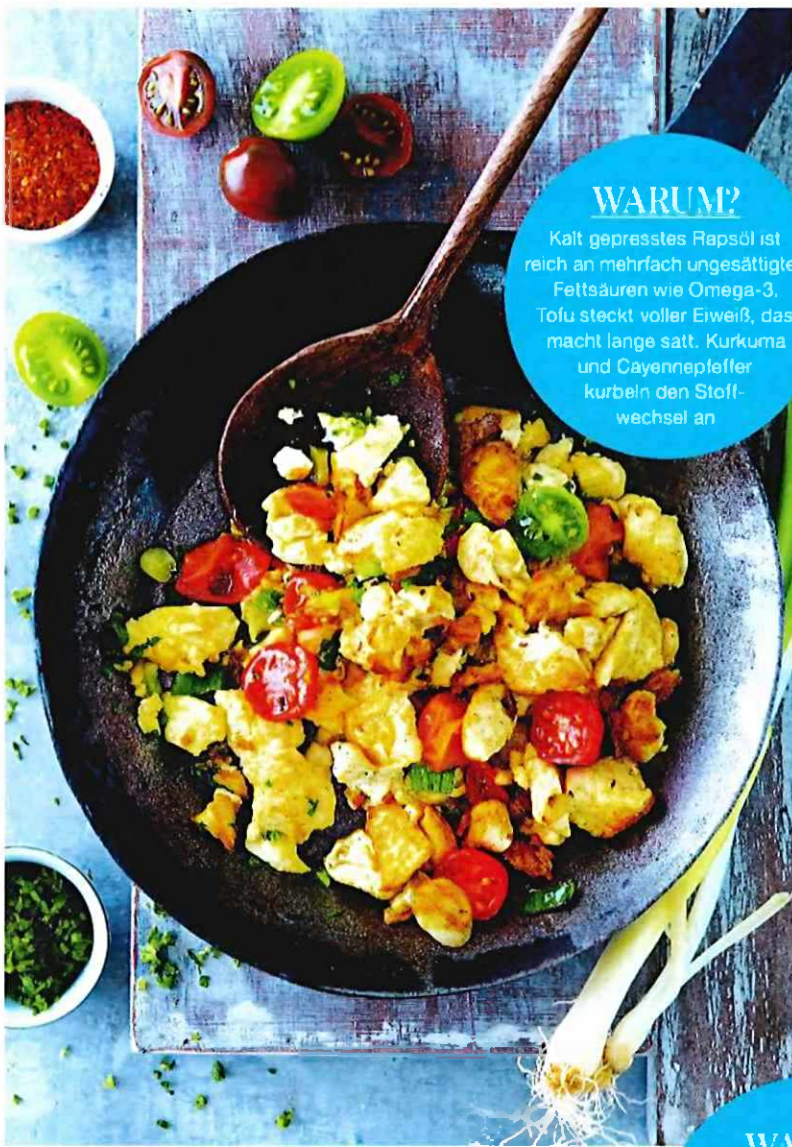 WARUM?
Kalt gepresstes Rapsöl ist
reich an mehrfach ungesättigte
Fettsäuren wie Omega-3.
Tofu steckt voller Eiweiß, das
macht lange satt. Kurkuma
und Cayennepfeffer
kurbeln den Stoff-
wechsel an
WA